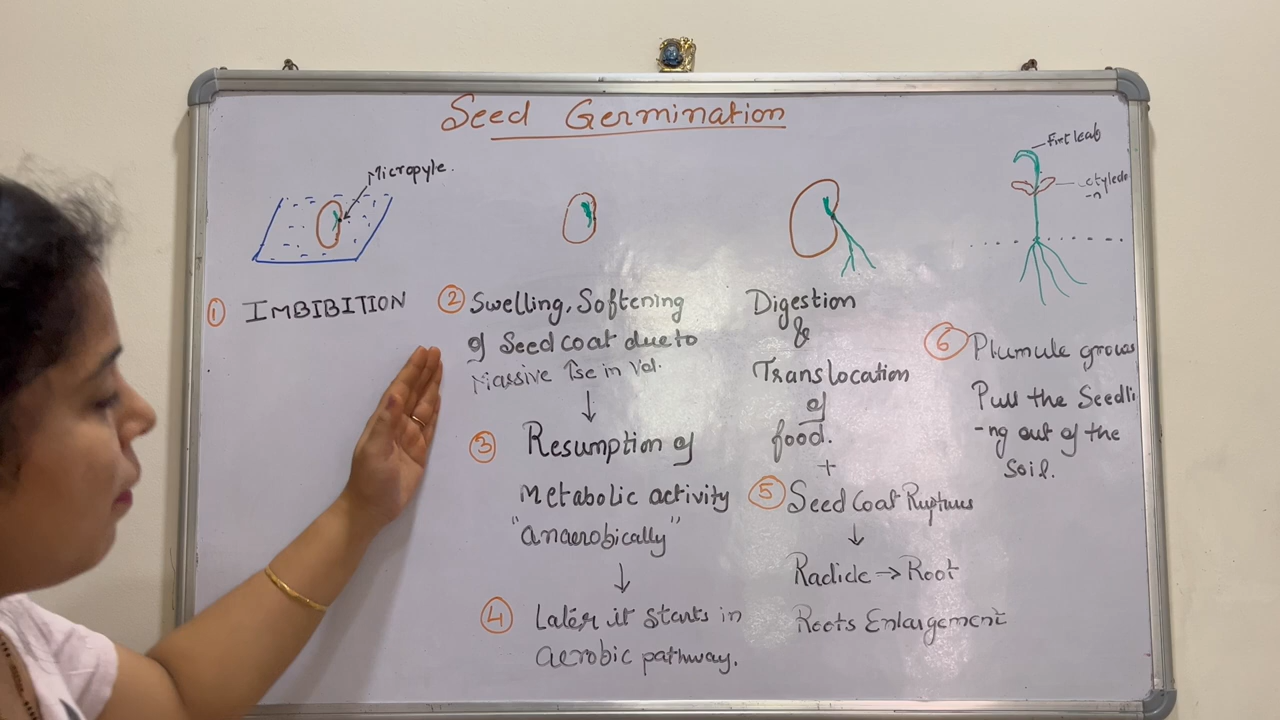 Seed Germination
Micropyle.
First leaf
Ctyledo
-n
① IMBIBITION
② Swelling, Softening
of Seed coat due to
Massive ↑se in Vol.
↓
③ Resumption of
Metabolic activity
"anaerobically"
↓
④ Later it starts in
aerobic pathway.
Digestion
&
Translocation
of
food.
+
⑤ Seed Coat Ruptures
↓
Radicle → Root
Roots Enlargement
⑥ Plumule grows
Pull the Seedli
-ng out of the
Soil.